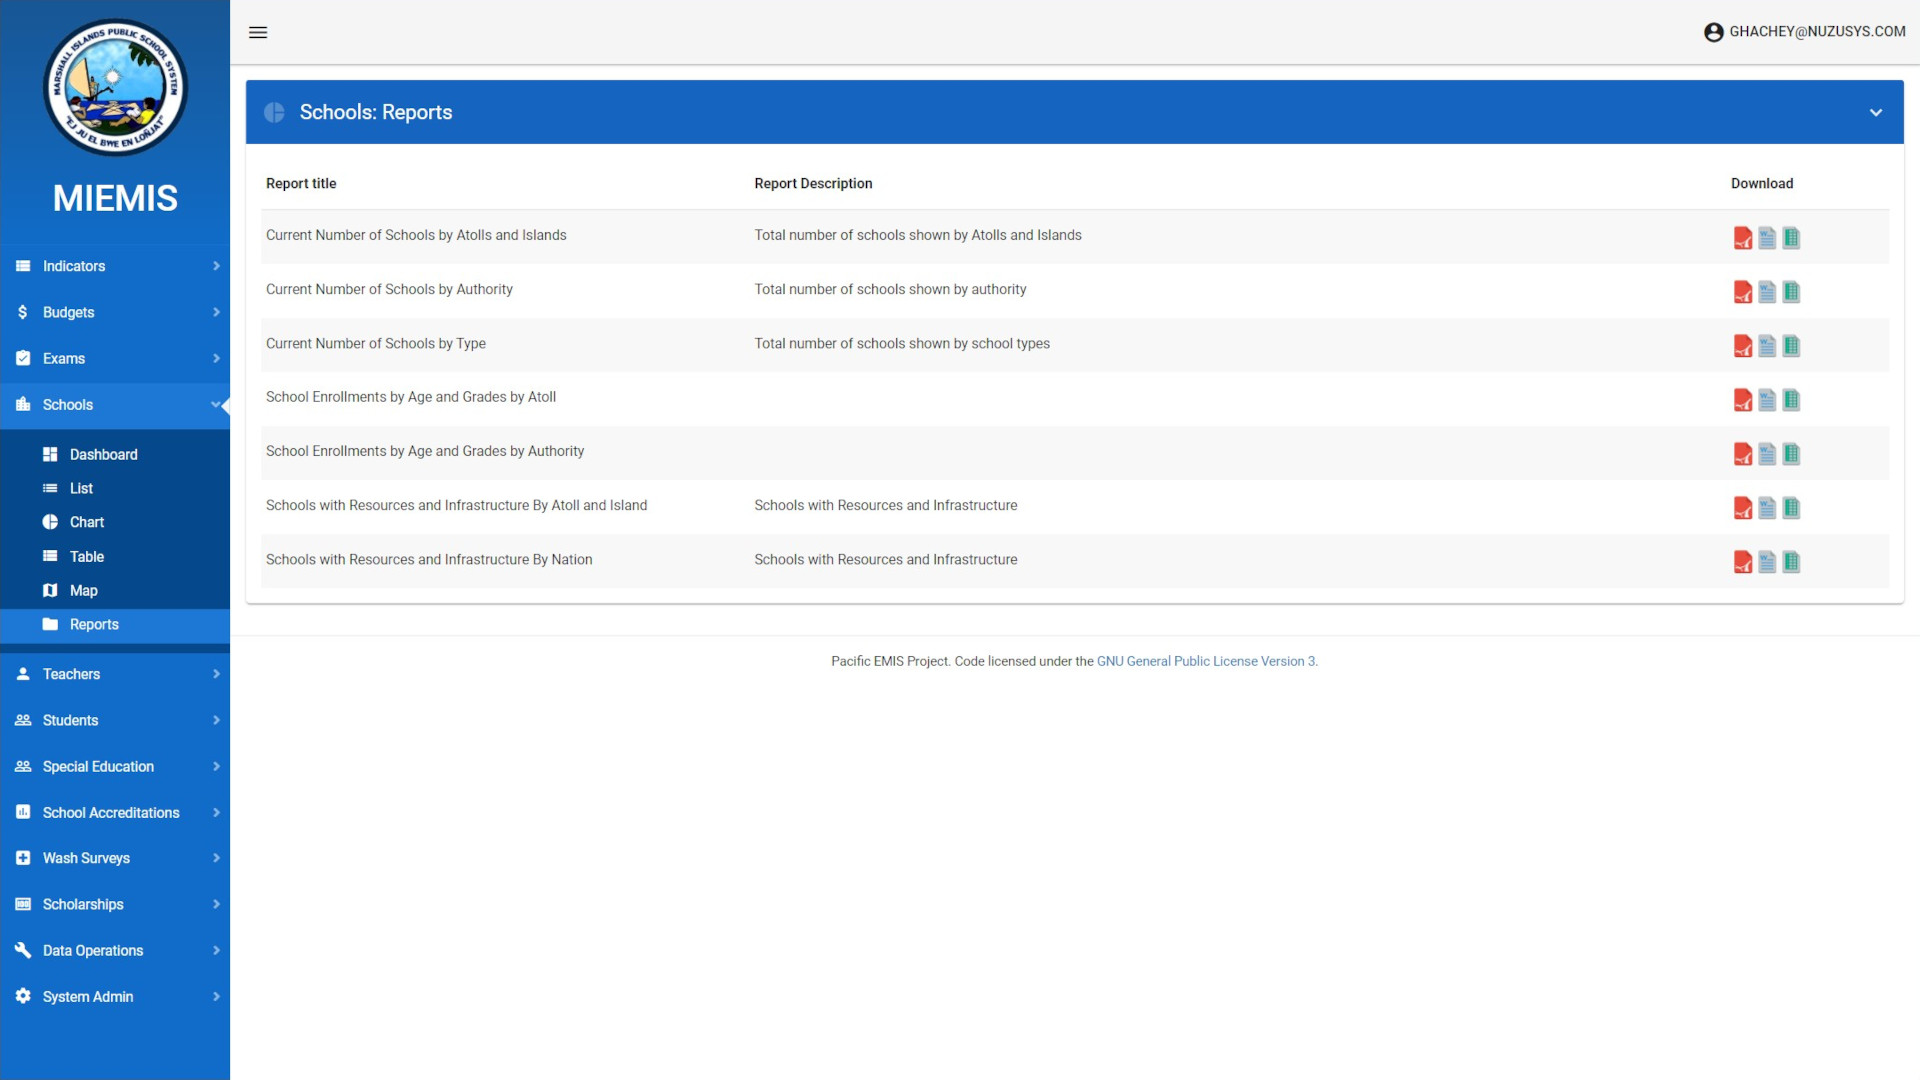 MARSHALL ISLANDS PUBLIC SCHOOL SYSTEM
"EJ JU EL BWE EN LOÑJAT"
MIEMIS
GHACHEY@NUZUSYS.COM
Indicators
Budgets
Exams
Schools
Dashboard
List
Chart
Table
Map
Reports
Teachers
Students
Special Education
School Accreditations
Wash Surveys
Scholarships
Data Operations
System Admin
Schools: Reports
Report title Report Description Download
Current Number of Schools by Atolls and Islands Total number of schools shown by Atolls and Islands
Current Number of Schools by Authority Total number of schools shown by authority
Current Number of Schools by Type Total number of schools shown by school types
School Enrollments by Age and Grades by Atoll
School Enrollments by Age and Grades by Authority
Schools with Resources and Infrastructure By Atoll and Island Schools with Resources and Infrastructure
Schools with Resources and Infrastructure By Nation Schools with Resources and Infrastructure
Pacific EMIS Project. Code licensed under the GNU General Public License Version 3.